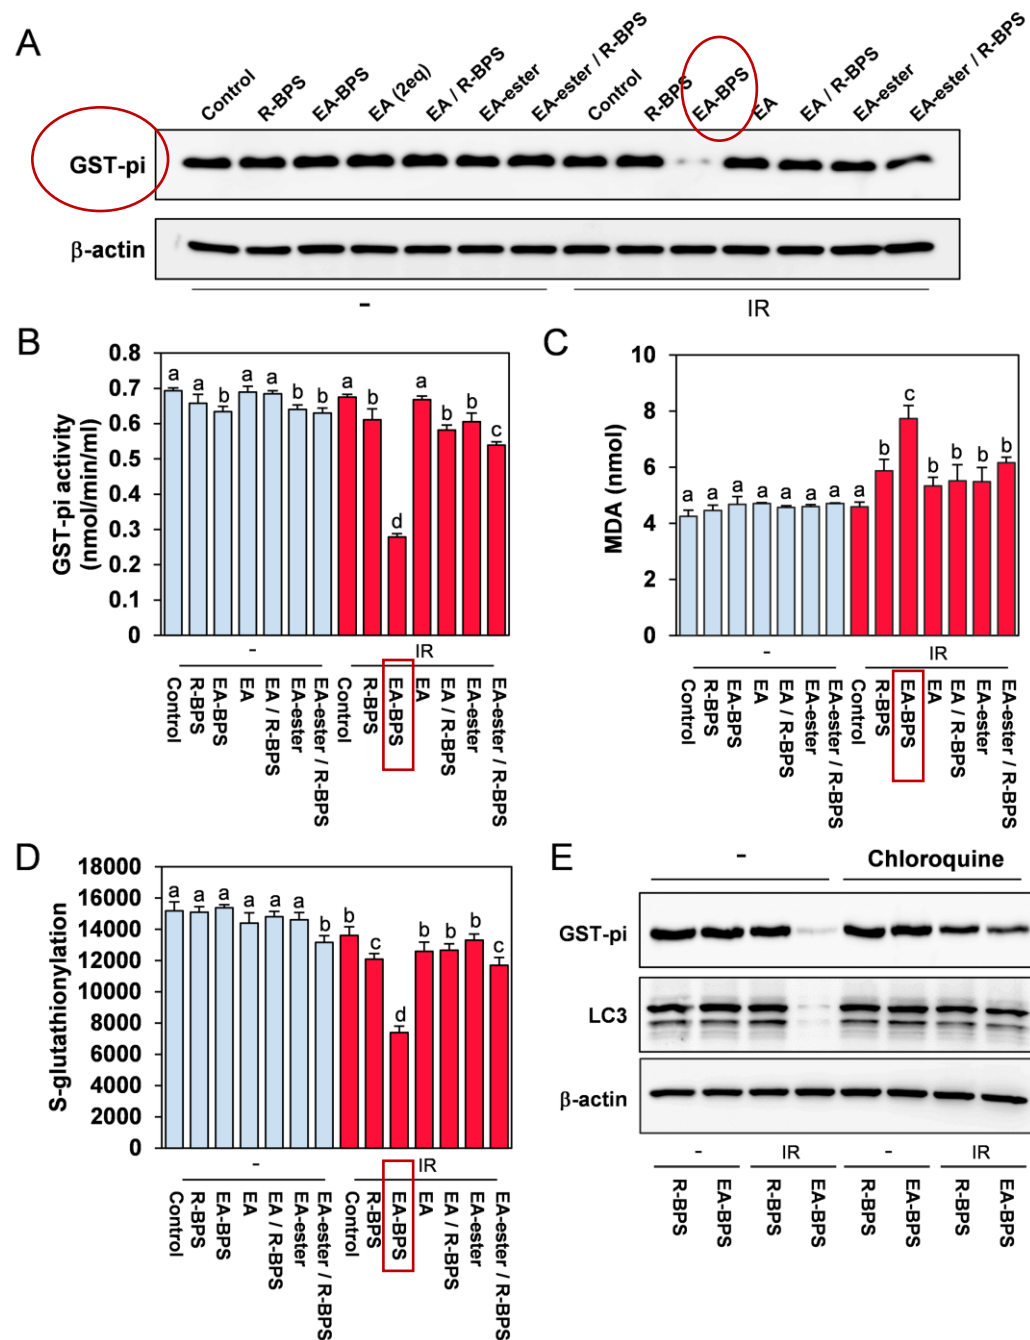 A
Control
R-BPS
EA-BPS
EA (2eq)
EA / R-BPS
EA-ester
EA-ester / R-BPS
Control
R-BPS
EA-BPS
EA
EA / R-BPS
EA-ester
EA-ester / R-BPS
GST-pi
β-actin
-
IR
B
GST-pi activity
(nmol/min/ml)
0.8
0.7
0.6
0.5
0.4
0.3
0.2
0.1
0
a a b a a b b a b d a b b c
-
IR
Control
R-BPS
EA-BPS
EA
EA / R-BPS
EA-ester
EA-ester / R-BPS
Control
R-BPS
EA-BPS
EA
EA / R-BPS
EA-ester
EA-ester / R-BPS
C
MDA (nmol)
10
8
6
4
2
0
a a a a a a a a b c b b b b
-
IR
Control
R-BPS
EA-BPS
EA
EA / R-BPS
EA-ester
EA-ester / R-BPS
Control
R-BPS
EA-BPS
EA
EA / R-BPS
EA-ester
EA-ester / R-BPS
D
S-glutathionylation
18000
16000
14000
12000
10000
8000
6000
4000
2000
0
a a a a a a b b c d b b b c
-
IR
Control
R-BPS
EA-BPS
EA
EA / R-BPS
EA-ester
EA-ester / R-BPS
Control
R-BPS
EA-BPS
EA
EA / R-BPS
EA-ester
EA-ester / R-BPS
E
-
Chloroquine
GST-pi
LC3
β-actin
-
IR
-
IR
R-BPS
EA-BPS
R-BPS
EA-BPS
R-BPS
EA-BPS
R-BPS
EA-BPS